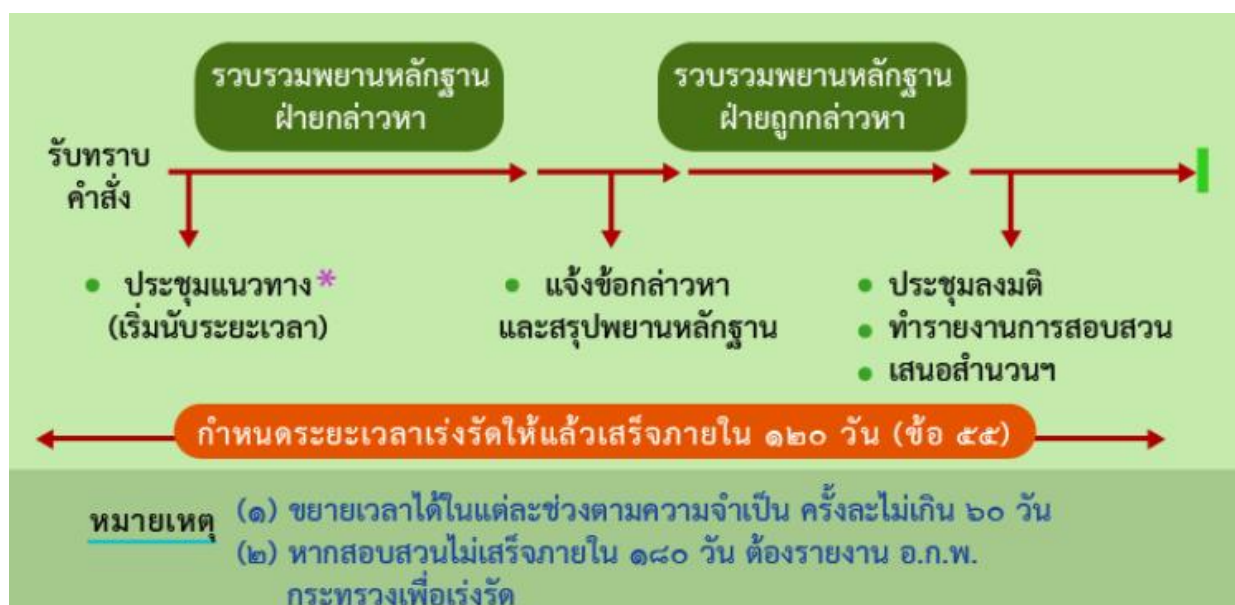 รวบรวมพยานหลักฐาน
ฝ่ายกล่าวหา
รวบรวมพยานหลักฐาน
ฝ่ายถูกกล่าวหา
รับทราบ
คำสั่ง
• ประชุมแนวทาง*
(เริ่มนับระยะเวลา)
• แจ้งข้อกล่าวหา
และสรุปพยานหลักฐาน
• ประชุมลงมติ
• ทำรายงานการสอบสวน
• เสนอสำนวนฯ
กำหนดระยะเวลาเร่งรัดให้แล้วเสร็จภายใน ๑๒๐ วัน (ข้อ ๕๕)
หมายเหตุ (๑) ขยายเวลาได้ในแต่ละช่วงตามความจำเป็น ครั้งละไม่เกิน ๖๐ วัน
(๒) หากสอบสวนไม่เสร็จภายใน ๑๘๐ วัน ต้องรายงาน อ.ก.พ.
กระทรวงเพื่อเร่งรัด